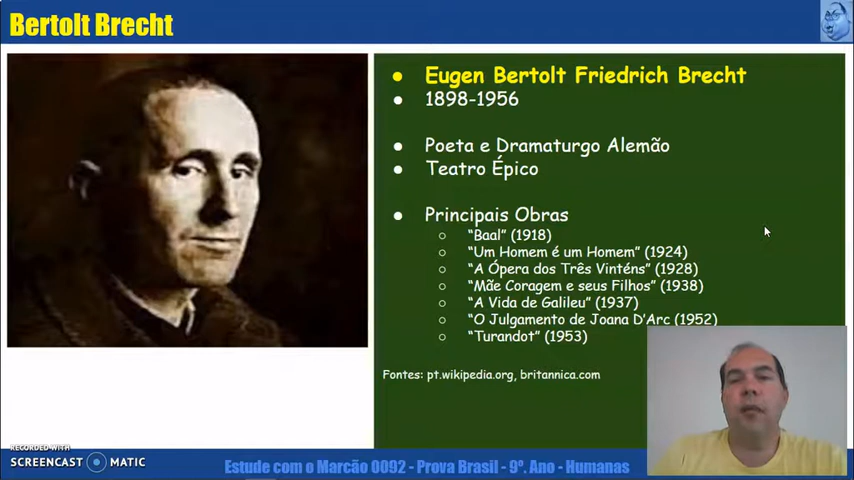 Bertolt Brecht
Eugen Bertolt Friedrich Brecht
1898-1956
Poeta e Dramaturgo Alemão
Teatro Épico
Principais Obras
“Baal” (1918)
“Um Homem é um Homem” (1924)
“A Ópera dos Três Vinténs” (1928)
“Mãe Coragem e seus Filhos” (1938)
“A Vida de Galileu” (1937)
“O Julgamento de Joana D’Arc (1952)
“Turandot” (1953)
Fontes: pt.wikipedia.org, britannica.com
RECORDED WITH
SCREENCAST MATIC
Estude com o Marcão 0092 - Prova Brasil - 9º. Ano - Humanas